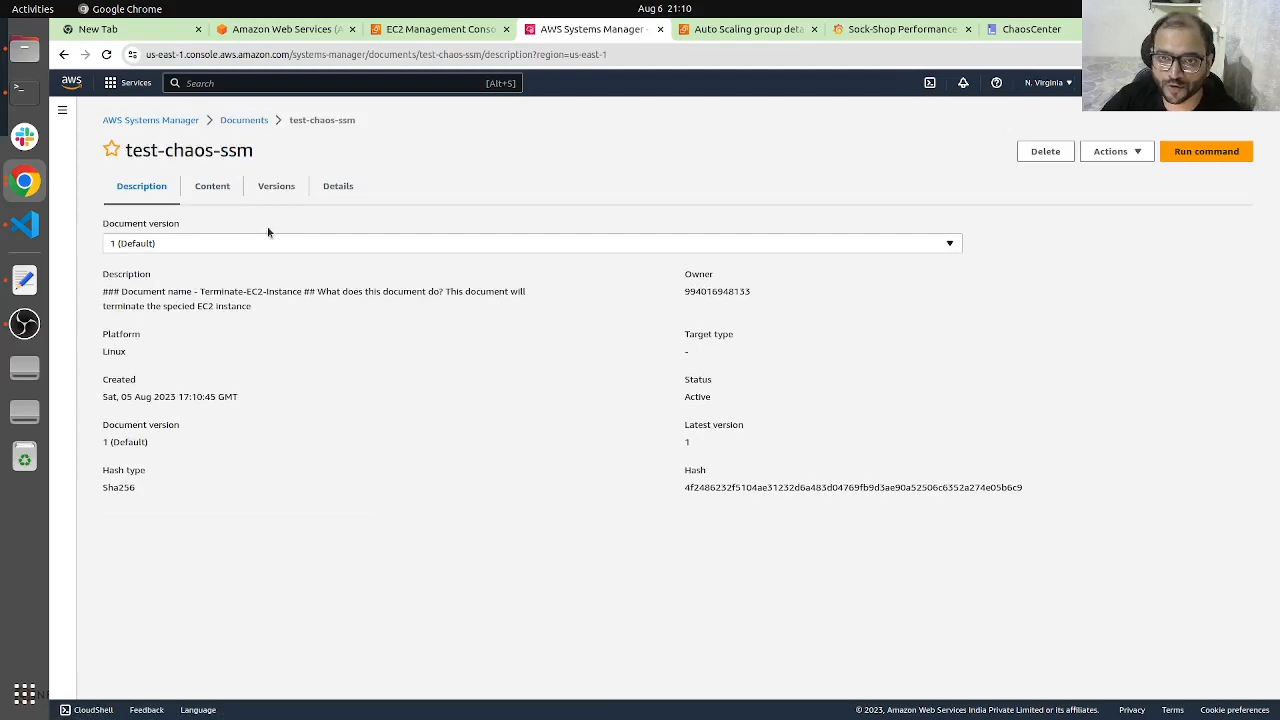 Activities
Google Chrome
Aug 6 21:10
New Tab
Amazon Web Services (A
EC2 Management Conso
AWS Systems Manager -
Auto Scaling group deta
Sock-Shop Performance
ChaosCenter
us-east-1.console.aws.amazon.com/systems-manager/documents/test-chaos-ssm/description?region=us-east-1
aws
Services
Search
[Alt+S]
N. Virginia
AWS Systems Manager
Documents
test-chaos-ssm
test-chaos-ssm
Delete
Actions
Run command
Description
Content
Versions
Details
Document version
1 (Default)
Description
### Document name - Terminate-EC2-Instance ## What does this document do? This document will
terminate the specied EC2 instance
Owner
994016948133
Platform
Linux
Target type
-
Created
Sat, 05 Aug 2023 17:10:45 GMT
Status
Active
Document version
1 (Default)
Latest version
1
Hash type
Sha256
Hash
4f2486232f5104ae31232d6a483d04769fb9d3ae90a52506c6352a274e05b6c9
CloudShell
Feedback
Language
© 2023, Amazon Web Services India Private Limited or its affiliates.
Privacy
Terms
Cookie preferences